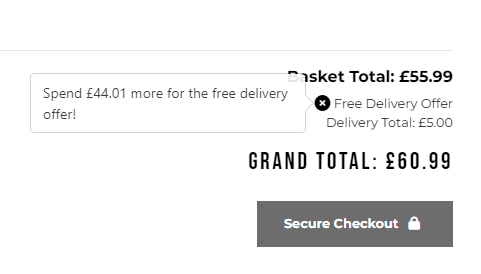 Basket Total: £55.99
Spend £44.01 more for the free delivery
offer!
Free Delivery Offer
Delivery Total: £5.00
GRAND TOTAL: £60.99
Secure Checkout